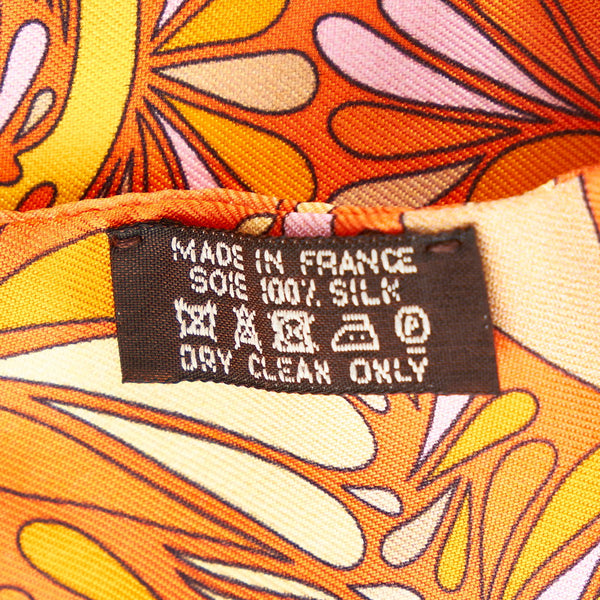 MADE IN FRANCE
SOIE 100% SILK
P
DRY CLEAN ONLY